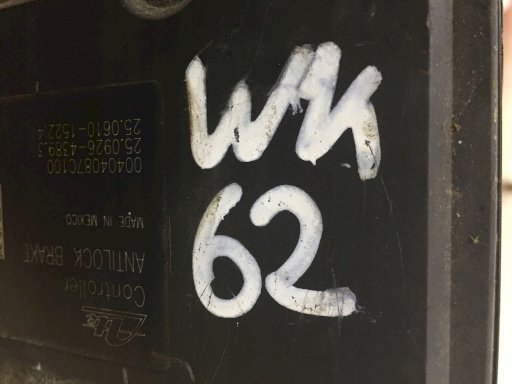 WK
62
Controller
ANTILOCK BRAKE
MADE IN MEXICO
00404087C100
25.0926-4389.3
25.0610-1522.4